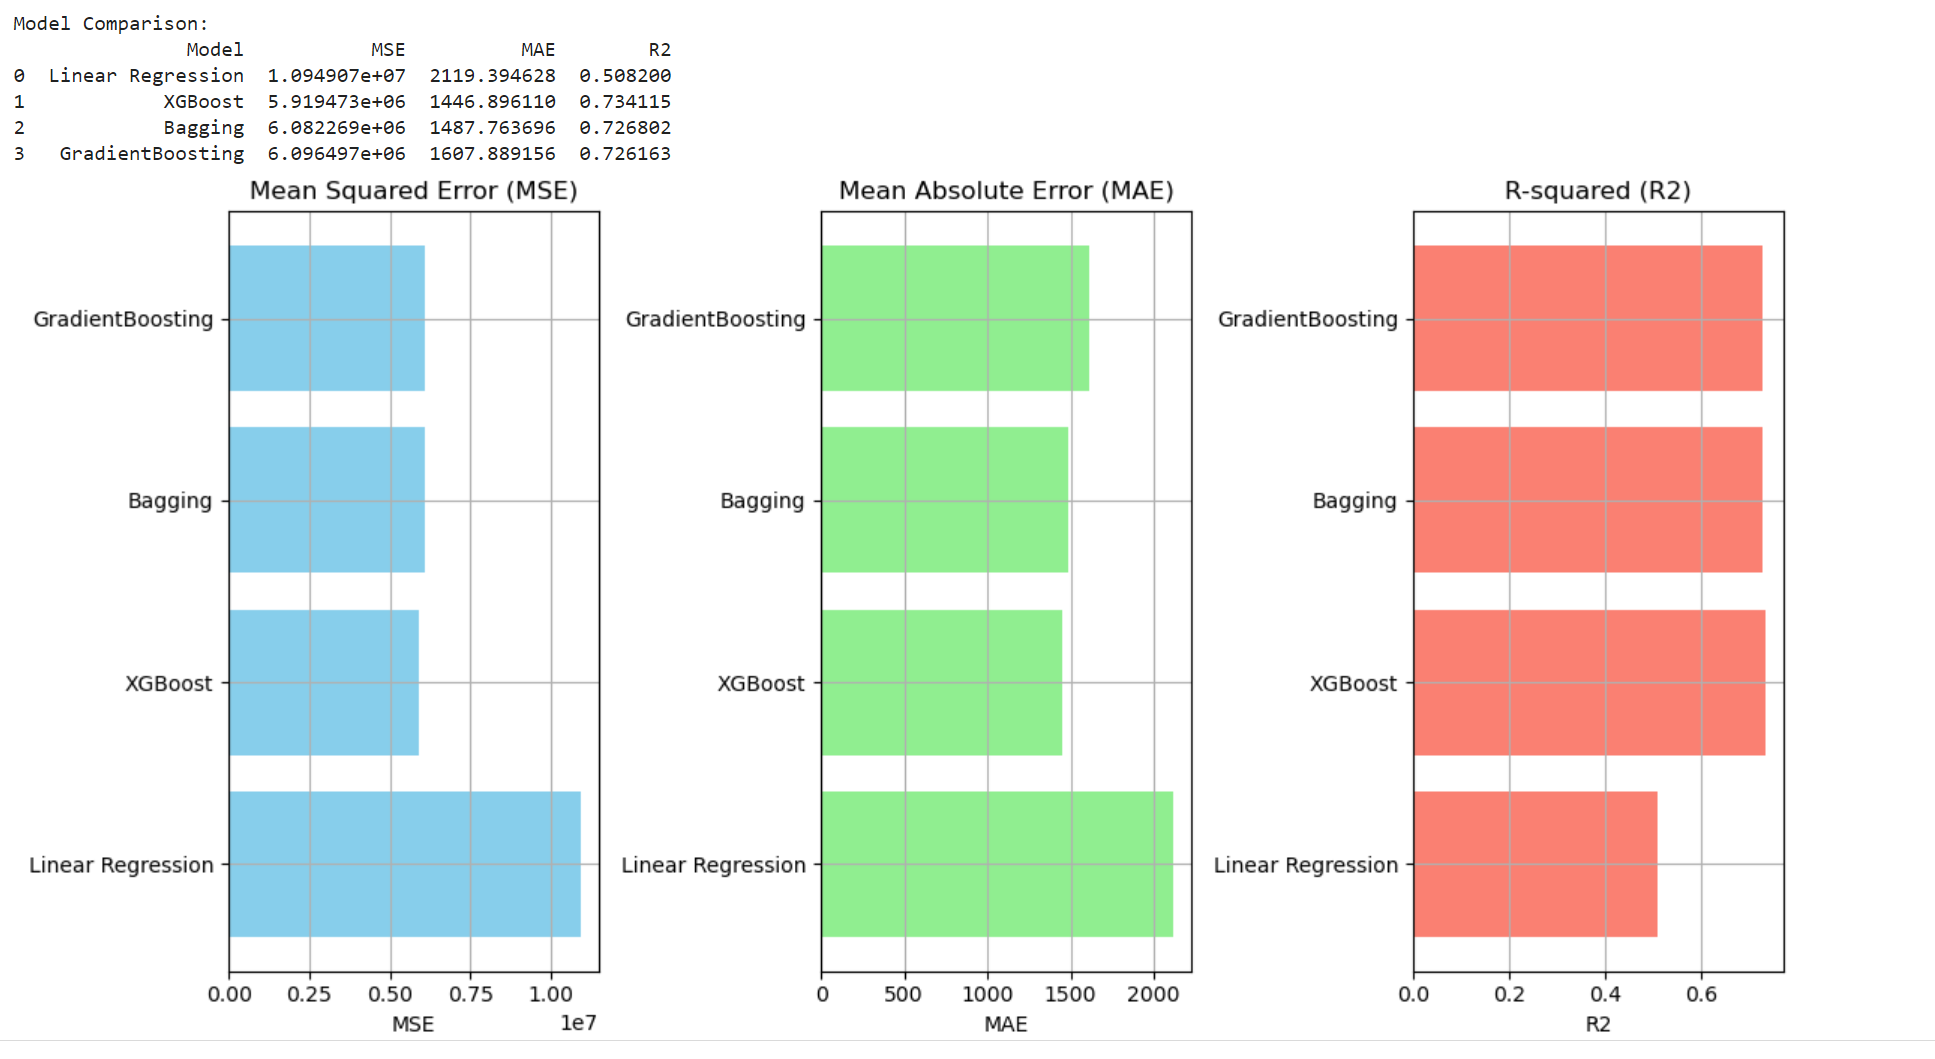 Model Comparison:
Model MSE MAE R2
0 Linear Regression 1.094907e+07 2119.394628 0.508200
1 XGBoost 5.919473e+06 1446.896110 0.734115
2 Bagging 6.082269e+06 1487.763696 0.726802
3 GradientBoosting 6.096497e+06 1607.889156 0.726163
Mean Squared Error (MSE)
GradientBoosting
Bagging
XGBoost
Linear Regression
0.00 0.25 0.50 0.75 1.00
1e7
MSE
Mean Absolute Error (MAE)
GradientBoosting
Bagging
XGBoost
Linear Regression
0 500 1000 1500 2000
MAE
R-squared (R2)
GradientBoosting
Bagging
XGBoost
Linear Regression
0.0 0.2 0.4 0.6
R2